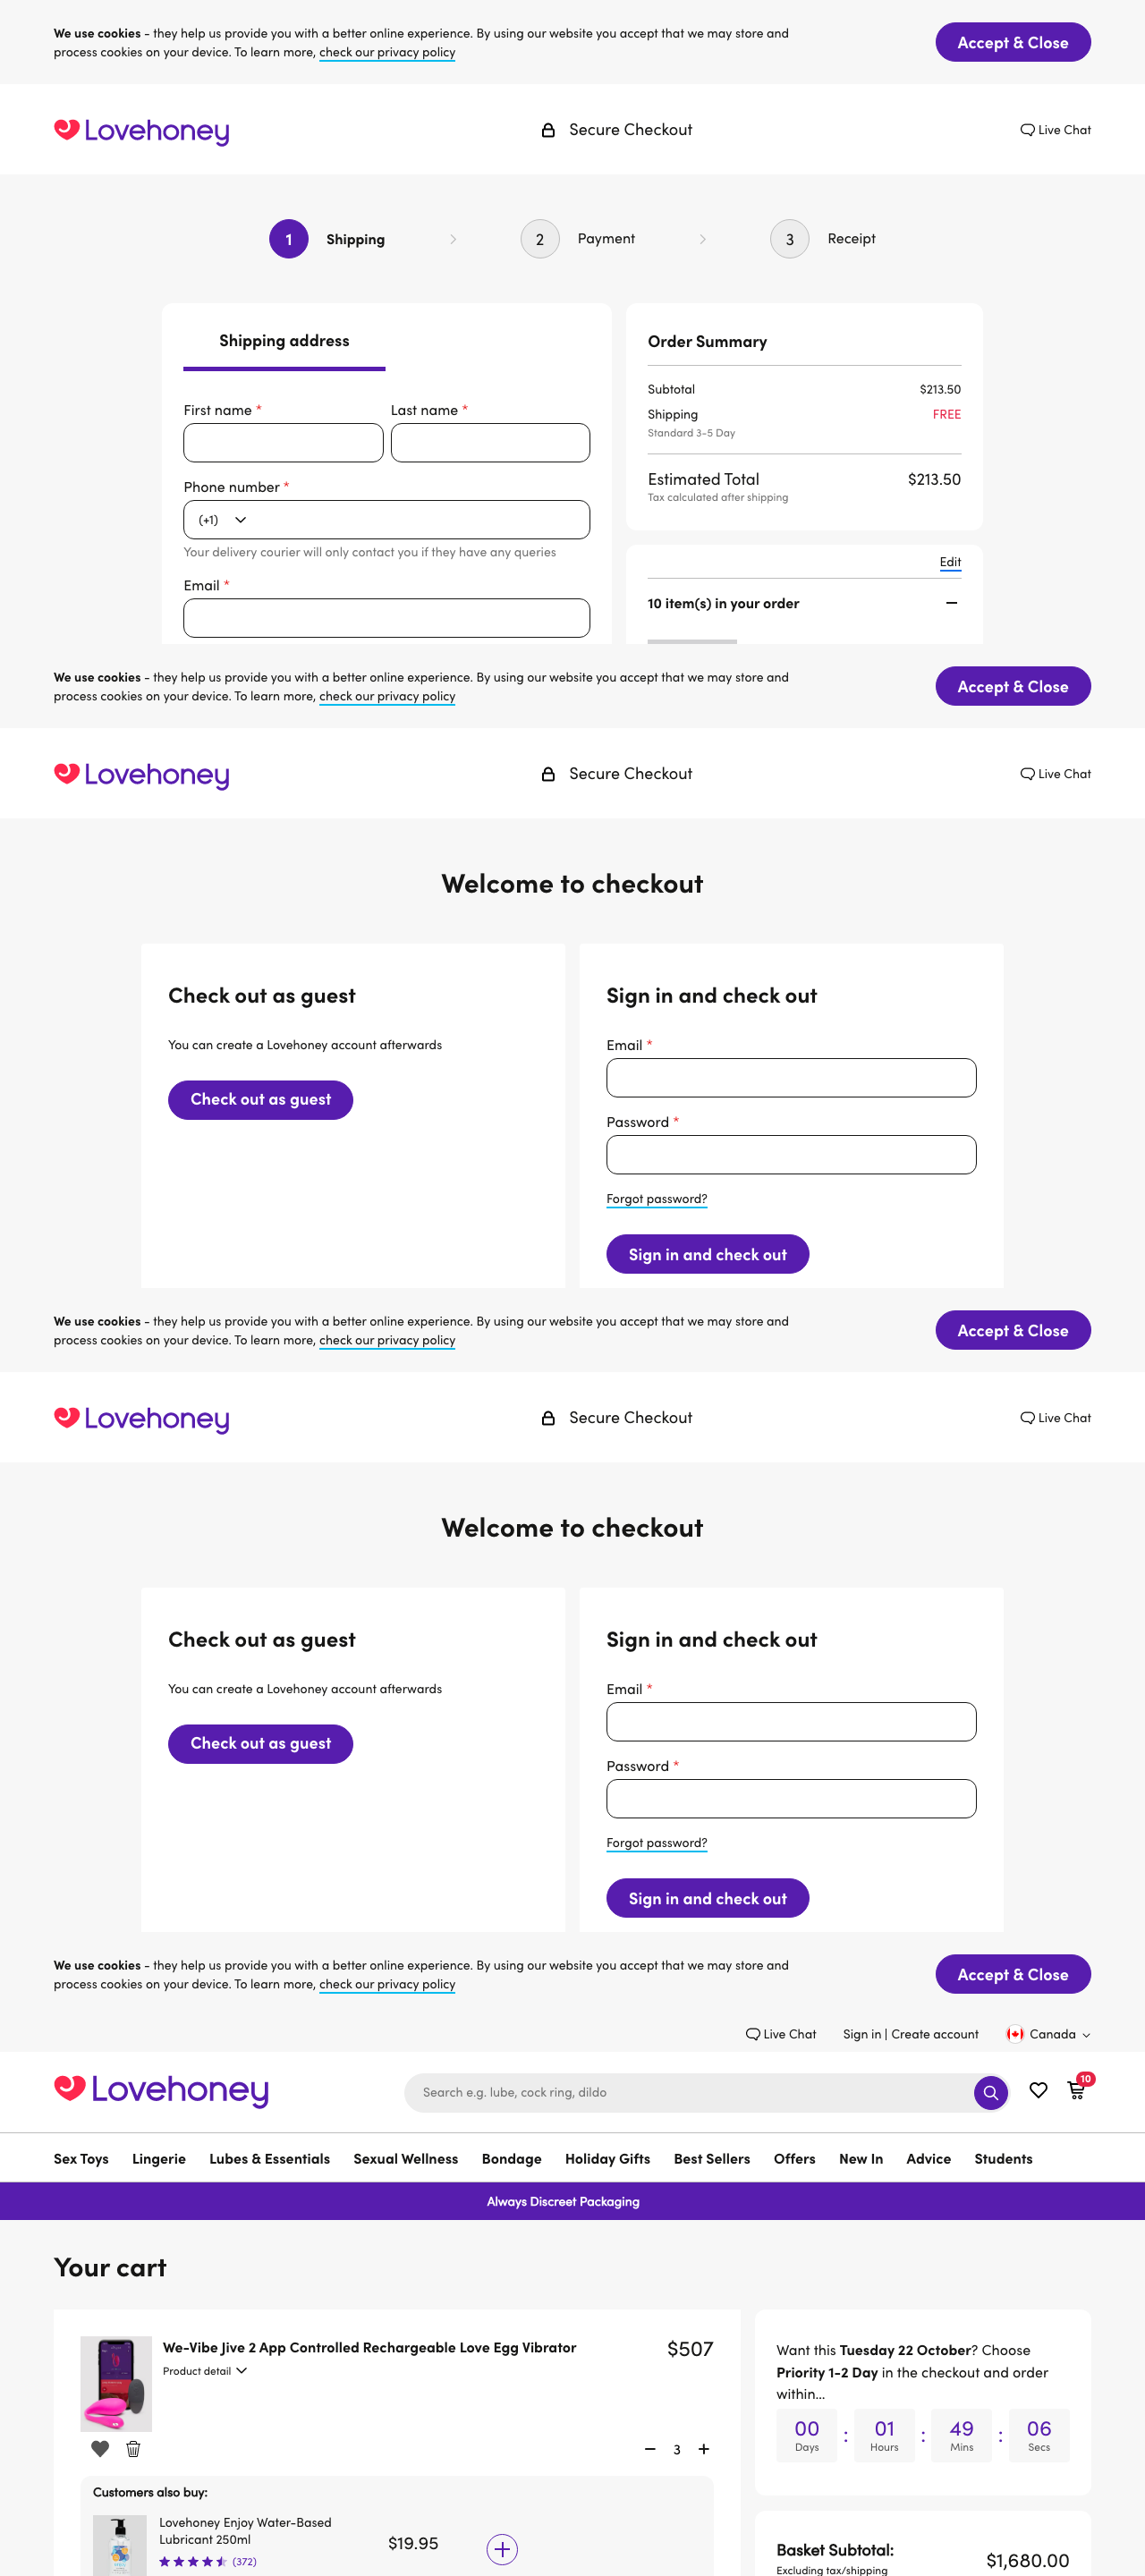 We use cookies - they help us provide you with a better online experience. By using our website you accept that we may store and
process cookies on your device. To learn more, check our privacy policy
Accept & Close
Lovehoney
Secure Checkout
Live Chat
1 Shipping
2 Payment
3 Receipt
Shipping address
First name *
Last name *
Phone number *
(+1)
Your delivery courier will only contact you if they have any queries
Email *
Order Summary
Subtotal $213.50
Shipping FREE
Standard 3-5 Day
Estimated Total $213.50
Tax calculated after shipping
Edit
10 item(s) in your order
We use cookies - they help us provide you with a better online experience. By using our website you accept that we may store and
process cookies on your device. To learn more, check our privacy policy
Accept & Close
Lovehoney
Secure Checkout
Live Chat
Welcome to checkout
Check out as guest
You can create a Lovehoney account afterwards
Check out as guest
Sign in and check out
Email *
Password *
Forgot password?
Sign in and check out
We use cookies - they help us provide you with a better online experience. By using our website you accept that we may store and
process cookies on your device. To learn more, check our privacy policy
Accept & Close
Lovehoney
Secure Checkout
Live Chat
Welcome to checkout
Check out as guest
You can create a Lovehoney account afterwards
Check out as guest
Sign in and check out
Email *
Password *
Forgot password?
Sign in and check out
We use cookies - they help us provide you with a better online experience. By using our website you accept that we may store and
process cookies on your device. To learn more, check our privacy policy
Accept & Close
Live Chat
Sign in | Create account
Canada
Lovehoney
Search e.g. lube, cock ring, dildo
10
Sex Toys Lingerie Lubes & Essentials Sexual Wellness Bondage Holiday Gifts Best Sellers Offers New In Advice Students
Always Discreet Packaging
Your cart
We-Vibe Jive 2 App Controlled Rechargeable Love Egg Vibrator
$507
Product detail
3
Customers also buy:
Lovehoney Enjoy Water-Based
Lubricant 250ml
(372)
$19.95
Want this Tuesday 22 October? Choose
Priority 1-2 Day in the checkout and order
within...
00 : 01 : 49 : 06
Days Hours Mins Secs
Basket Subtotal:
Excluding tax/shipping
$1,680.00